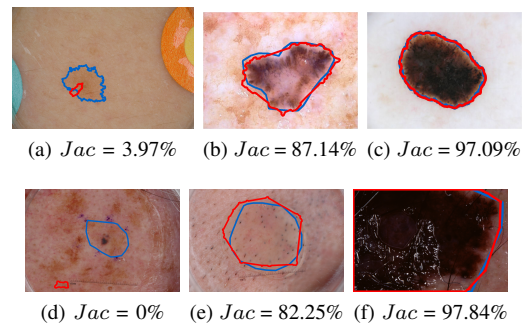 (a) Jac = 3.97% (b) Jac = 87.14% (c) Jac = 97.09%
(d) Jac = 0% (e) Jac = 82.25% (f) Jac = 97.84%